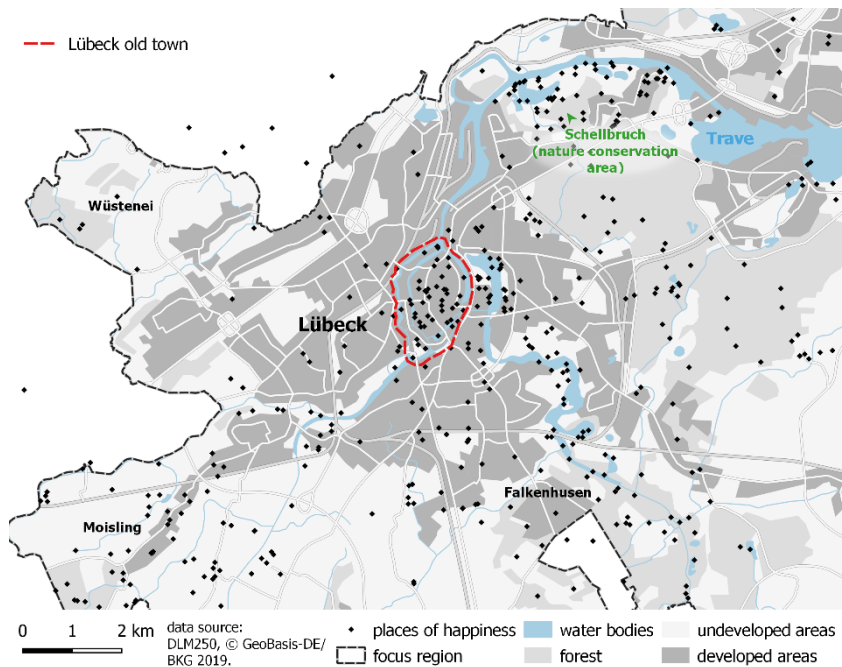 Lübeck old town
Schellbruch
(nature conservation
area)
Trave
Wüstenei
Lübeck
Falkenhusen
Moisling
0 1 2 km
data source:
DLM250, © GeoBasis-DE/
BKG 2019.
places of happiness
focus region
water bodies
forest
undeveloped areas
developed areas